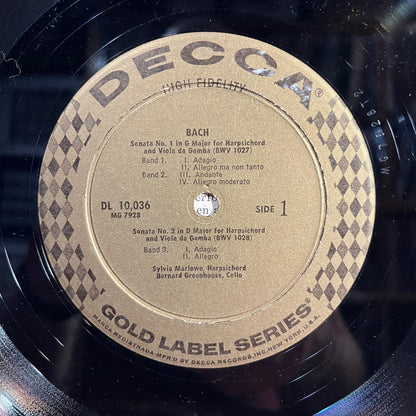 DECCA®
HIGH FIDELITY
BACH
Sonata No. 1 in G Major for Harpsichord
and Viola da Gamba (BWV 1027)
Band 1. I. Adagio
II. Allegro ma non tanto
Band 2. III. Andante
IV. Allegro moderato
DL 10,036
MG 7928
SIDE 1
Sonata No. 2 in D Major for Harpsichord
and Viola da Gamba (BWV 1028)
Band 3. I. Adagio
II. Allegro
Sylvia Marlowe, Harpsichord
Bernard Greenhouse, Cello
GOLD LABEL SERIES
MARCA REGISTRADA-MF'D BY DECCA RECORDS, INC., NEW YORK, U.S.A.